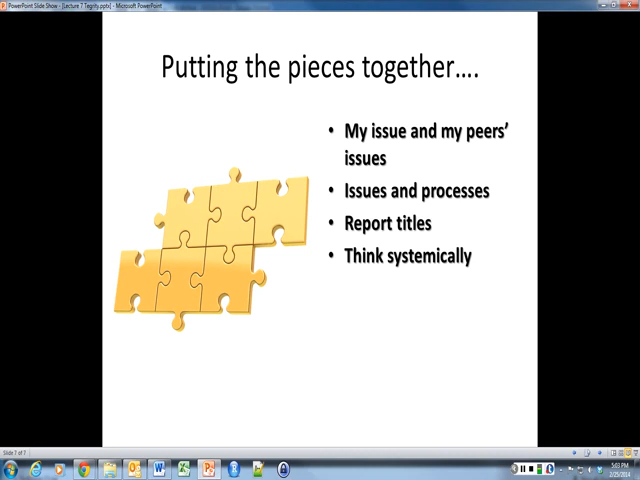 PowerPoint Slide Show - [Lecture 7 Tegrity.pptx] - Microsoft PowerPoint
Putting the pieces together….
• My issue and my peers’
issues
• Issues and processes
• Report titles
• Think systemically
Slide 7 of 7
5:03 PM
2/25/2014